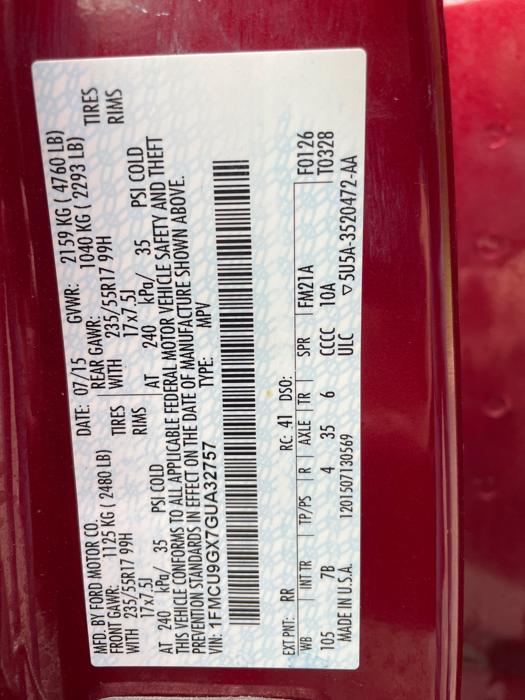 MFD. BY FORD MOTOR CO. DATE: 07/15 GVWR: 2159 KG ( 4760 LB)
FRONT GAWR: 1125 KG ( 2480 LB) REAR GAWR: 1040 KG ( 2293 LB)
WITH 235/55R17 99H TIRES WITH 235/55R17 99H TIRES
17x7.5J RIMS 17x7.5J RIMS
AT 240 kPa/ 35 PSI COLD AT 240 kPa/ 35 PSI COLD
THIS VEHICLE CONFORMS TO ALL APPLICABLE FEDERAL MOTOR VEHICLE SAFETY AND THEFT
PREVENTION STANDARDS IN EFFECT ON THE DATE OF MANUFACTURE SHOWN ABOVE.
VIN: 1FMCU9GX7GUA32757 TYPE: MPV
EXT PNT: RR RC: 41 DSO: F0126
WB INT TR TP/PS R AXLE TR SPR FM21A T0328
105 7B 4 35 6 CCCC 10A
MADE IN U.S.A. 1201507130569 ULC ▽5U5A-3520472-AA